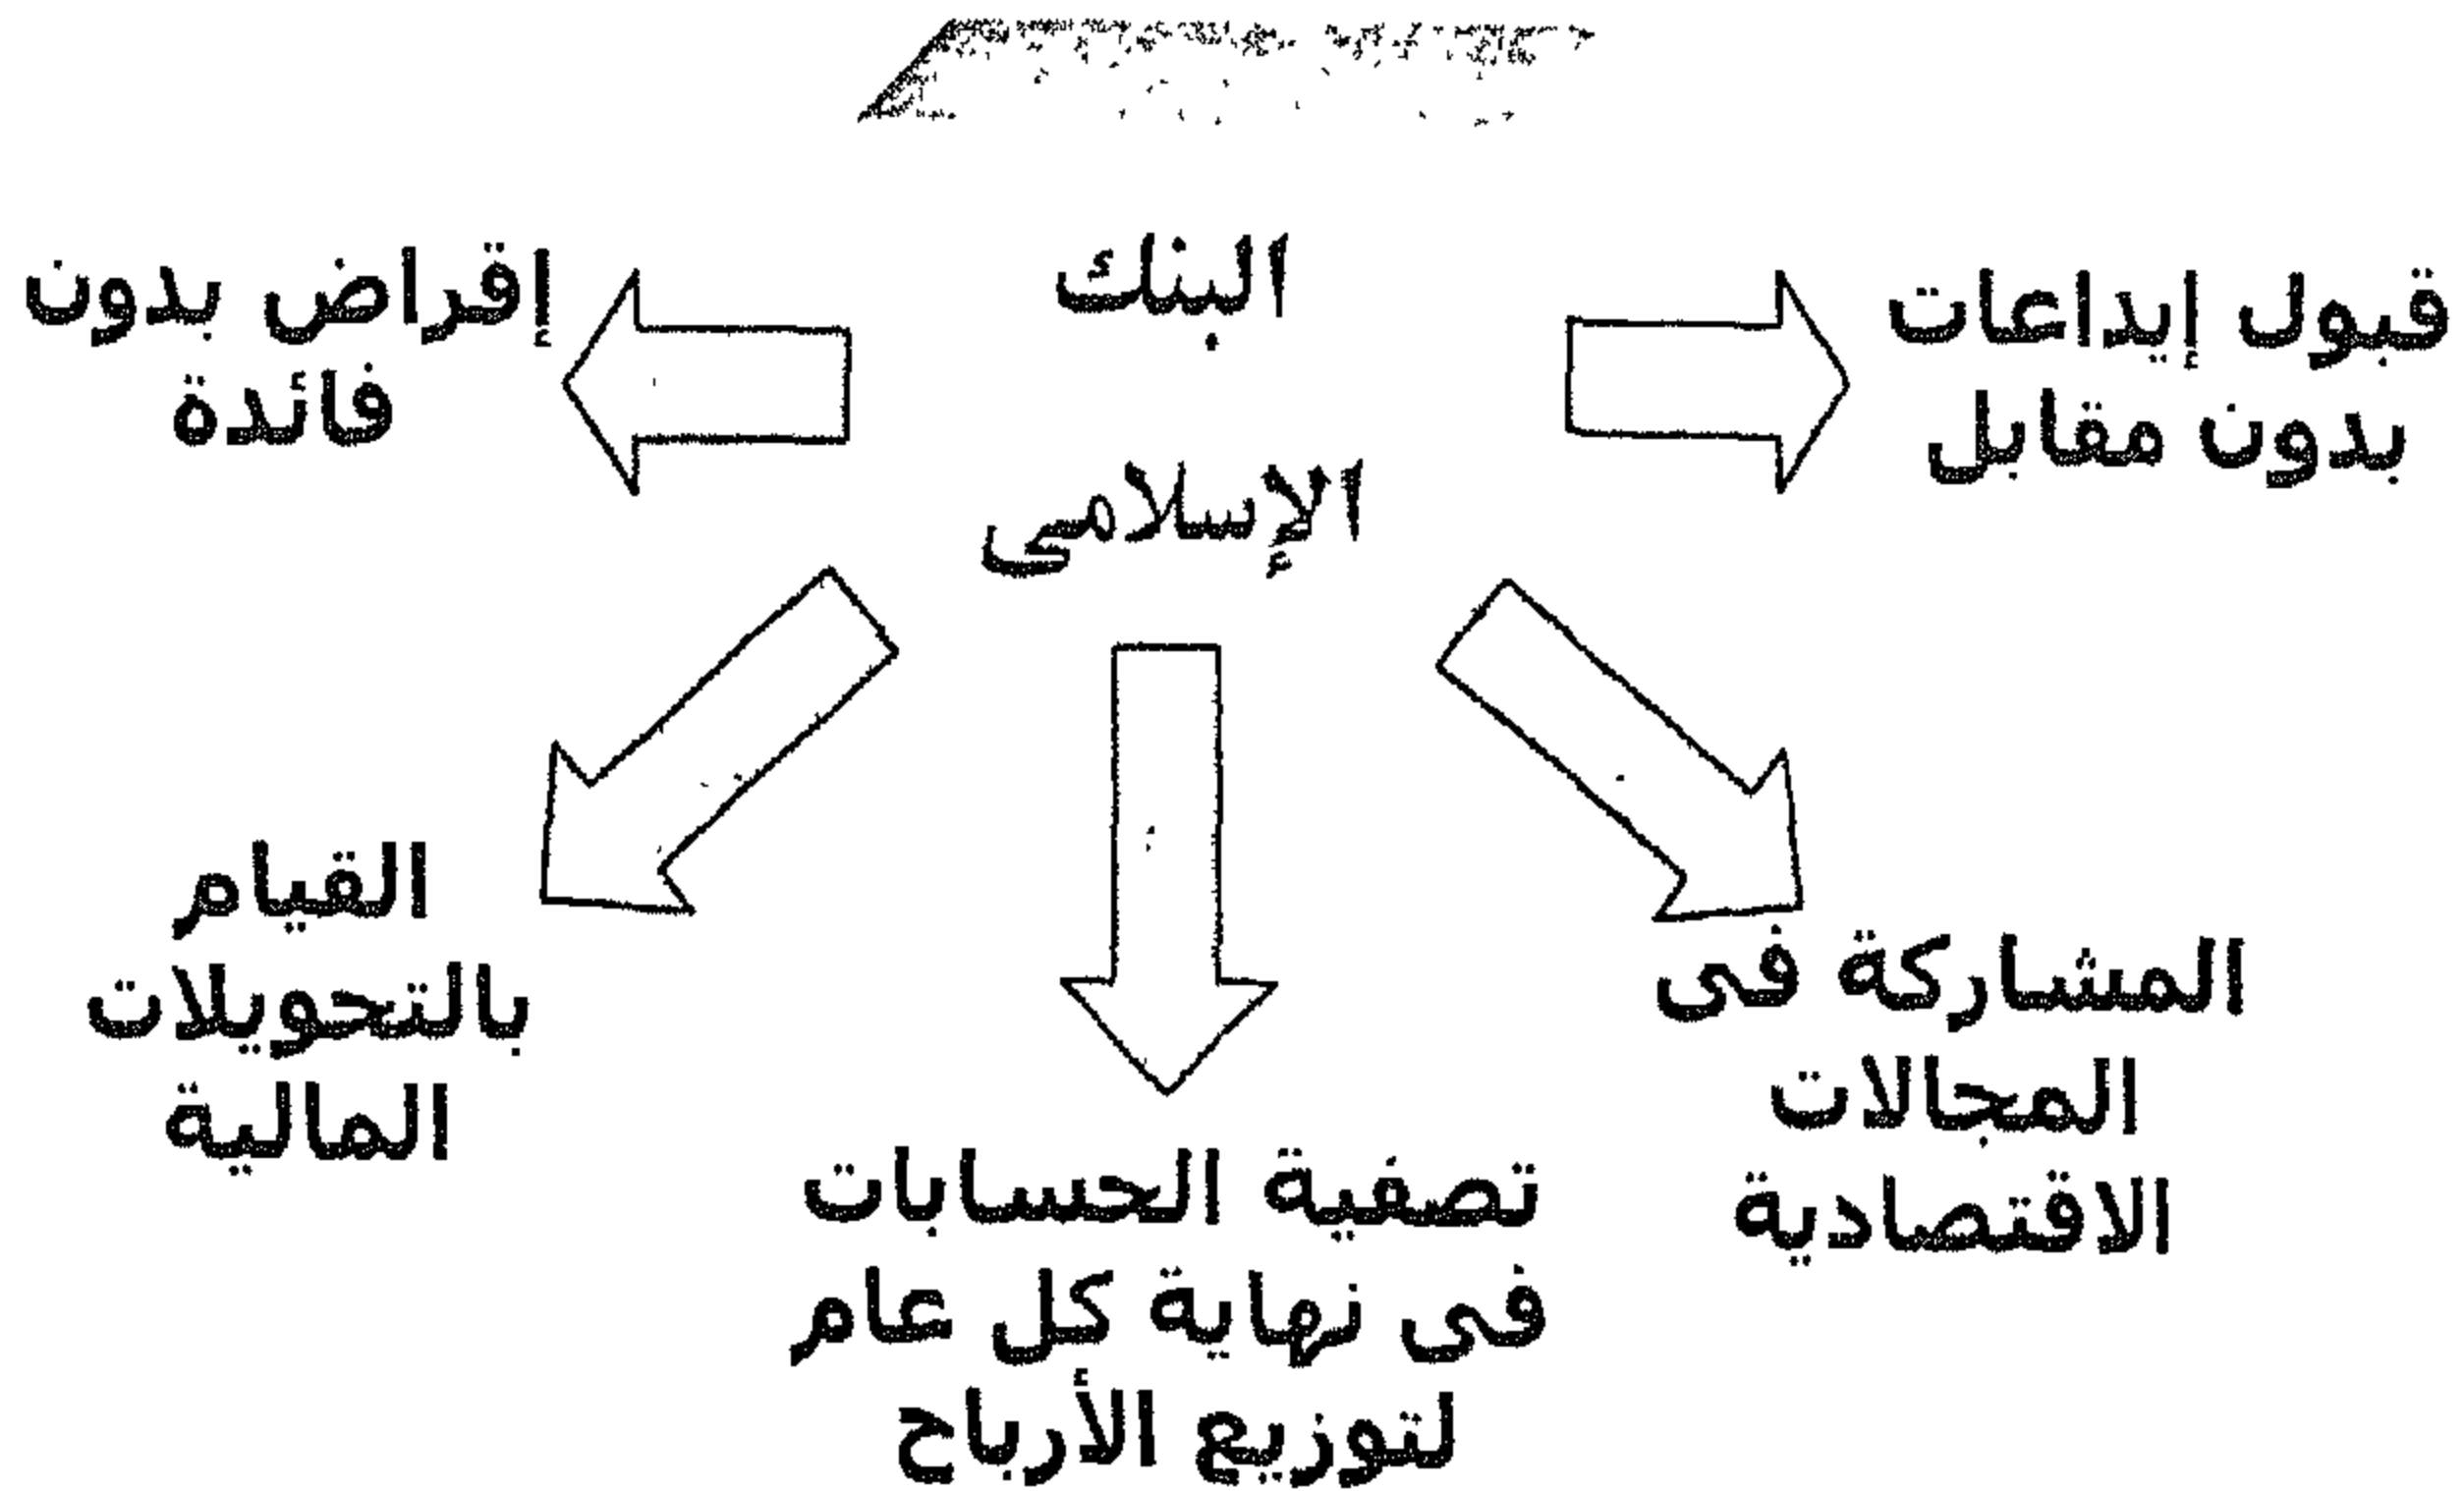 البنك
الإسلامى
قبول إيداعات
بدون مقابل
إقراض بدون
فائدة
المشاركة فى
المجالات
الاقتصادية
تصفية الحسابات
فى نهاية كل عام
لتوزيع الأرباح
القيام
بالتحويلات
المالية